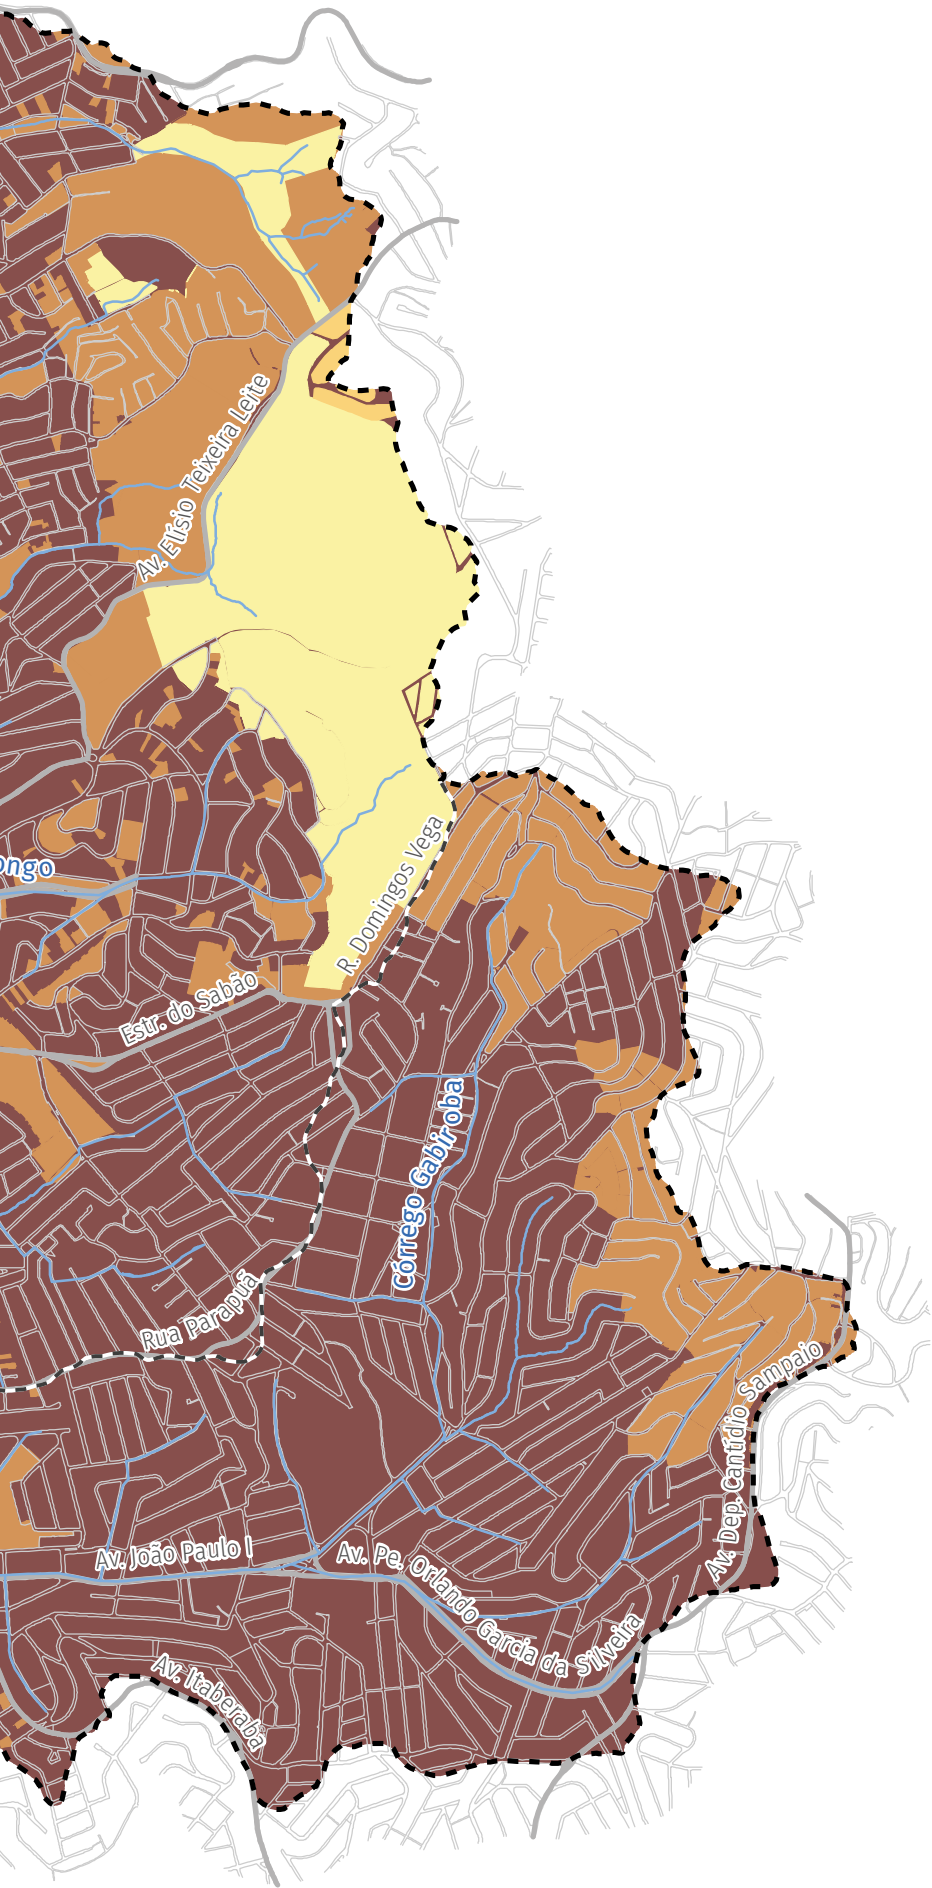 Av. Elísio Teixeira Leite
R. Domingos Vega
ongo
Estr. do Sabão
Córrego Gabiroba
Rua Parapuã
Av. Dep. Cantídio Sampaio
Av. João Paulo I
Av. Pe. Orlando Garcia da Silveira
Av. Itaberaba